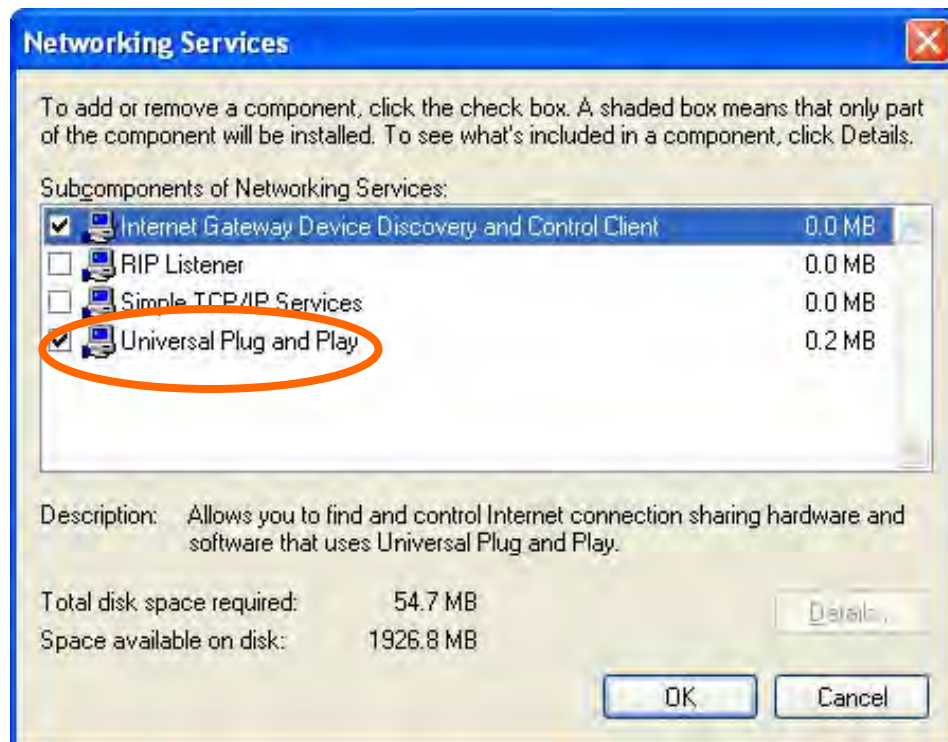 Networking Services
To add or remove a component, click the check box. A shaded box means that only part
of the component will be installed. To see what's included in a component, click Details.
Subcomponents of Networking Services:
Internet Gateway Device Discovery and Control Client 0.0 MB
RIP Listener 0.0 MB
Simple TCP/IP Services 0.0 MB
Universal Plug and Play 0.2 MB
Description: Allows you to find and control Internet connection sharing hardware and
software that uses Universal Plug and Play.
Total disk space required: 54.7 MB
Details...
Space available on disk: 1926.8 MB
OK Cancel